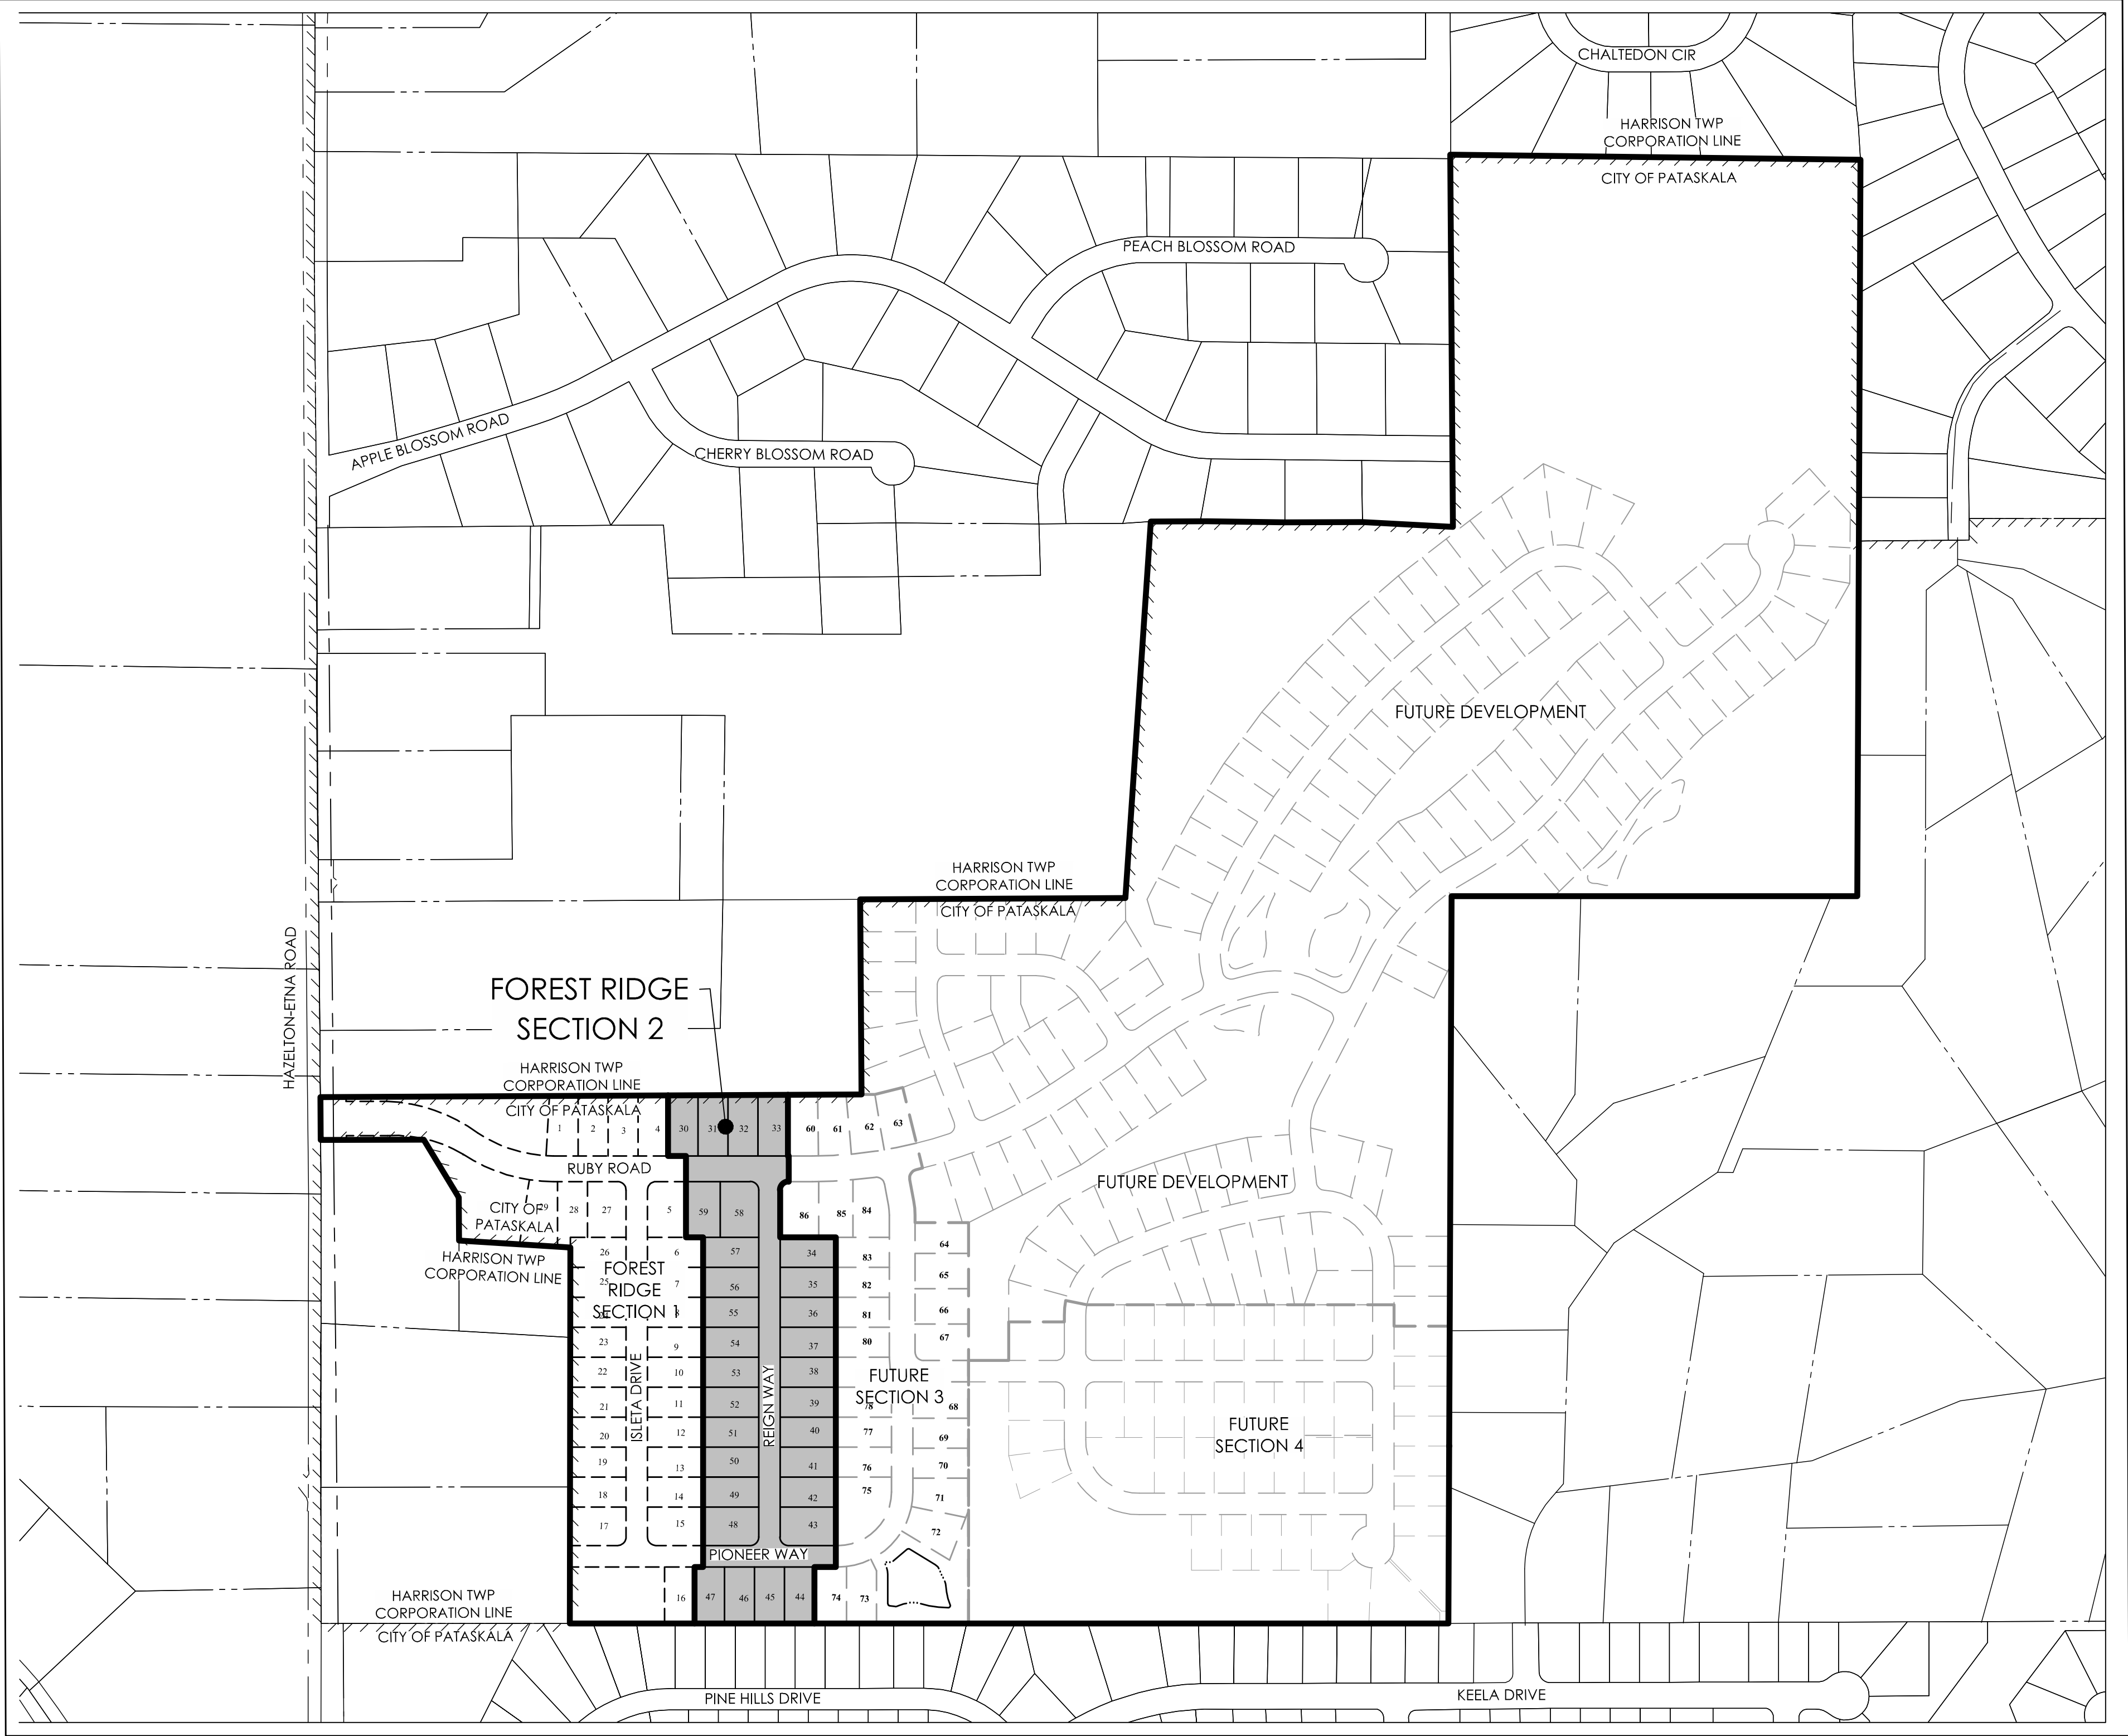 CHALTEDON CIR
HARRISON TWP
CORPORATION LINE
CITY OF PATASKALA
PEACH BLOSSOM ROAD
APPLE BLOSSOM ROAD
CHERRY BLOSSOM ROAD
FUTURE DEVELOPMENT
HARRISON TWP
CORPORATION LINE
CITY OF PATASKALA
HAZELTON-ETNA ROAD
FOREST RIDGE
SECTION 2
HARRISON TWP
CORPORATION LINE
CITY OF PATASKALA
1 2 3 4 30 31 32 33 60 61 62 63
RUBY ROAD
FUTURE DEVELOPMENT
CITY OF
PATASKALA
29 28 27 5 59 58 86 85 84
HARRISON TWP
CORPORATION LINE
26 6 57 34 83 64
FOREST
RIDGE
SECTION 1
25 7 56 35 82 65
8 55 36 81 66
23 9 54 37 80 67
22 10 53 38
ISLETA DRIVE
REIGN WAY
FUTURE
SECTION 3
21 11 52 39 78 68
20 12 51 40 77 69
FUTURE
SECTION 4
19 13 50 41 76 70
18 14 49 42 75 71
17 15 48 43 72
PIONEER WAY
16 47 46 45 44 74 73
HARRISON TWP
CORPORATION LINE
CITY OF PATASKALA
PINE HILLS DRIVE
KEELA DRIVE